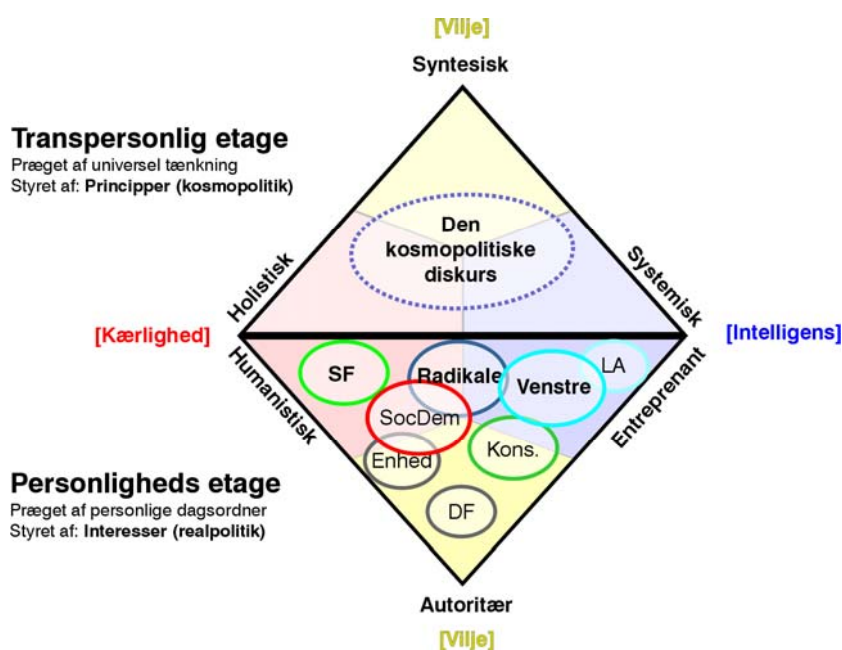 [Vilje]
Syntesisk
Transpersonlig etage
Præget af universel tænkning
Styret af: Principper (kosmopolitik)
Den
kosmopolitiske
diskurs
Holistisk
Systemisk
[Kærlighed]
[Intelligens]
Humanistisk
Entreprenant
SF
Radikale
Venstre
LA
SocDem
Enhed
Kons.
DF
Personligheds etage
Præget af personlige dagsordner
Styret af: Interesser (realpolitik)
Autoritær
[Vilje]